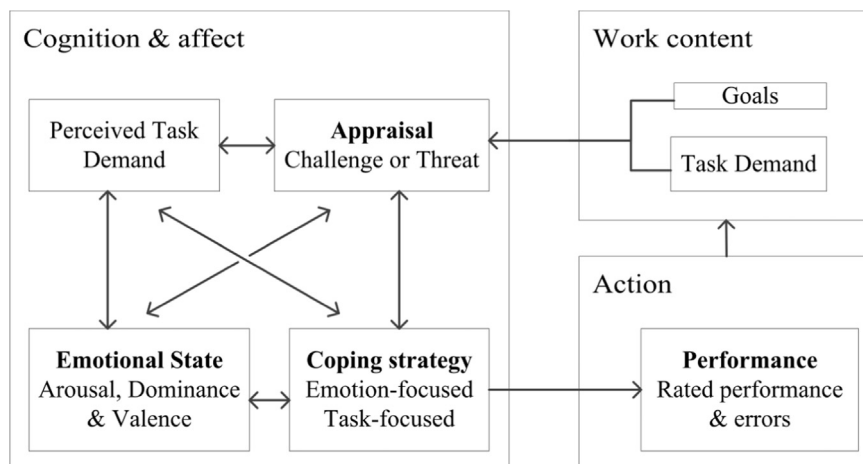 Cognition & affect
Perceived Task
Demand
Appraisal
Challenge or Threat
Emotional State
Arousal, Dominance
& Valence
Coping strategy
Emotion-focused
Task-focused
Work content
Goals
Task Demand
Action
Performance
Rated performance
& errors